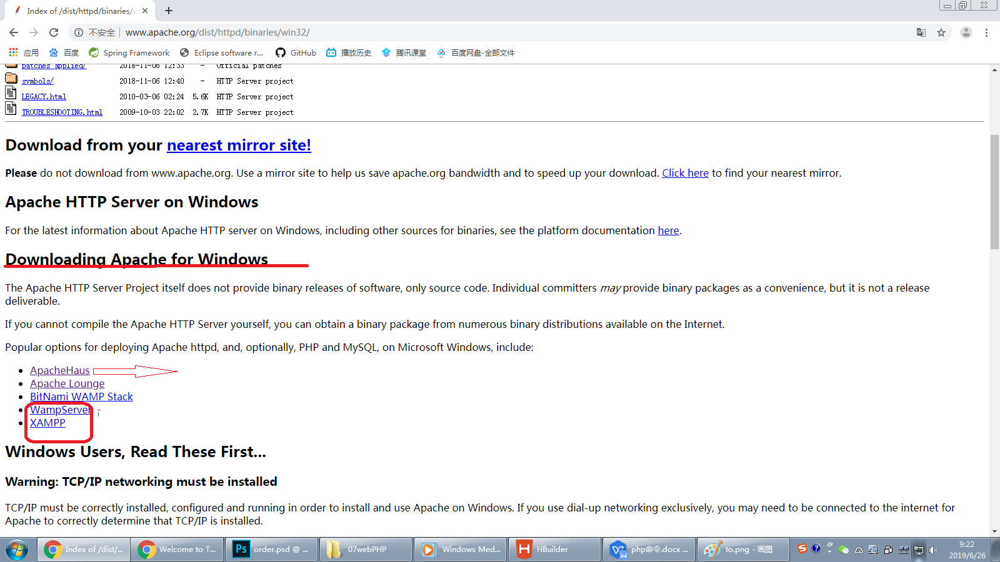 Index of /dist/httpd/binaries/w
不安全 www.apache.org/dist/httpd/binaries/win32/
应用 百度 Spring Framework Eclipse software r... GitHub 播放历史 腾讯课堂 百度网盘-全部文件
patches applied/ 2018-11-06 12:33 - Official patches
symbols/ 2018-11-06 12:40 - HTTP Server project
LEGACY.html 2010-03-06 02:24 5.6K HTTP Server project
TROUBLESHOOTING.html 2009-10-03 22:02 2.7K HTTP Server project
Download from your nearest mirror site!
Please do not download from www.apache.org. Use a mirror site to help us save apache.org bandwidth and to speed up your download. Click here to find your nearest mirror.
Apache HTTP Server on Windows
For the latest information about Apache HTTP server on Windows, including other sources for binaries, see the platform documentation here.
Downloading Apache for Windows
The Apache HTTP Server Project itself does not provide binary releases of software, only source code. Individual committers may provide binary packages as a convenience, but it is not a release
deliverable.
If you cannot compile the Apache HTTP Server yourself, you can obtain a binary package from numerous binary distributions available on the Internet.
Popular options for deploying Apache httpd, and, optionally, PHP and MySQL, on Microsoft Windows, include:
ApacheHaus
Apache Lounge
BitNami WAMP Stack
WampServer
XAMPP
Windows Users, Read These First...
Warning: TCP/IP networking must be installed
TCP/IP must be correctly installed, configured and running in order to install and use Apache on Windows. If you use dial-up networking exclusively, you may need to be connected to the internet for
Apache to correctly determine that TCP/IP is installed.
Index of /dist/... Welcome to T... Ps order.psd @ ... 07webPHP Windows Med... H HBuilder php命令.docx ... to.png - 画图 S ? 9:22
2019/6/26